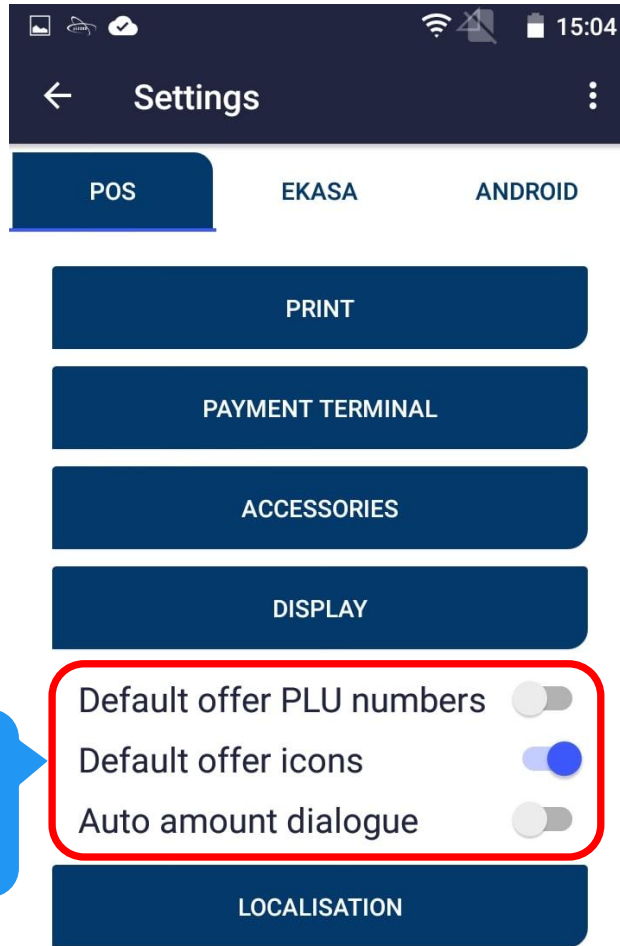 15:04
Settings
POS EKASA ANDROID
PRINT
PAYMENT TERMINAL
ACCESSORIES
DISPLAY
Default offer PLU numbers
Default offer icons
Auto amount dialogue
LOCALISATION